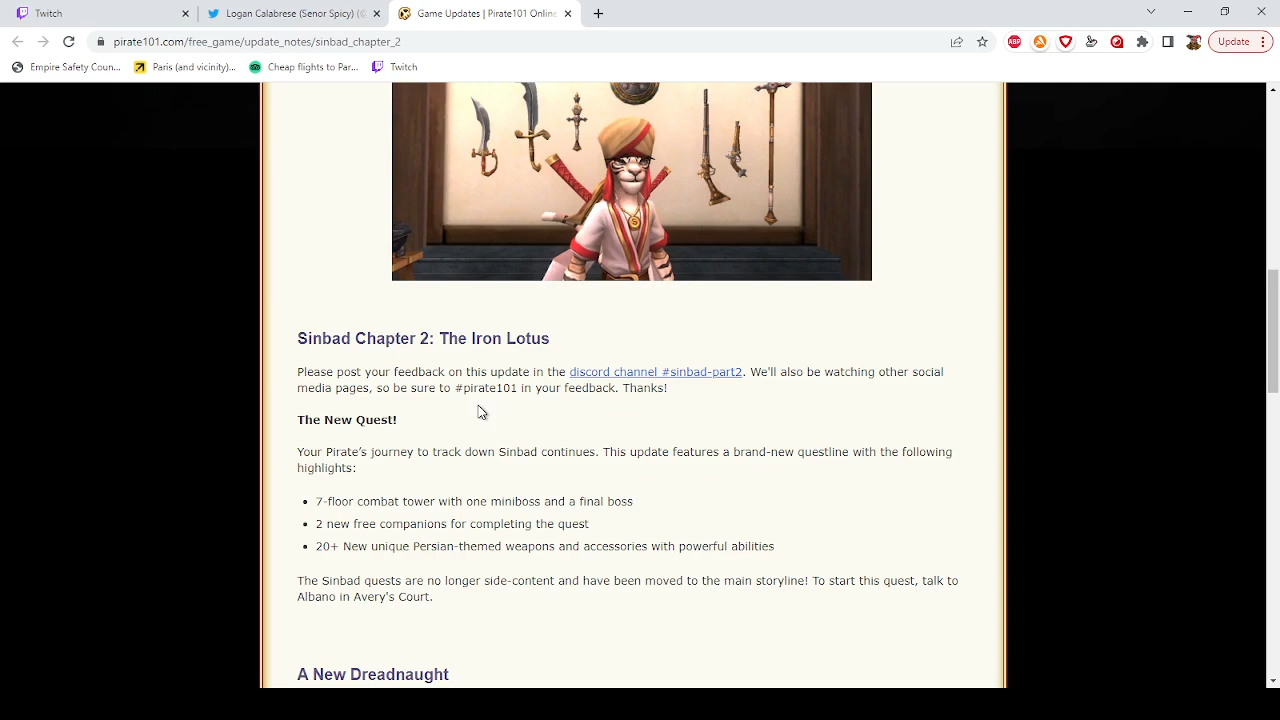 Twitch
Logan Calabrese (Senor Spicy) (
Game Updates | Pirate101 Online
pirate101.com/free_game/update_notes/sinbad_chapter_2
ABP
Update
Empire Safety Coun...
Paris (and vicinity)...
Cheap flights to Par...
Twitch
Sinbad Chapter 2: The Iron Lotus
Please post your feedback on this update in the discord channel #sinbad-part2. We'll also be watching other social
media pages, so be sure to #pirate101 in your feedback. Thanks!
The New Quest!
Your Pirate’s journey to track down Sinbad continues. This update features a brand-new questline with the following
highlights:
• 7-floor combat tower with one miniboss and a final boss
• 2 new free companions for completing the quest
• 20+ New unique Persian-themed weapons and accessories with powerful abilities
The Sinbad quests are no longer side-content and have been moved to the main storyline! To start this quest, talk to
Albano in Avery's Court.
A New Dreadnaught